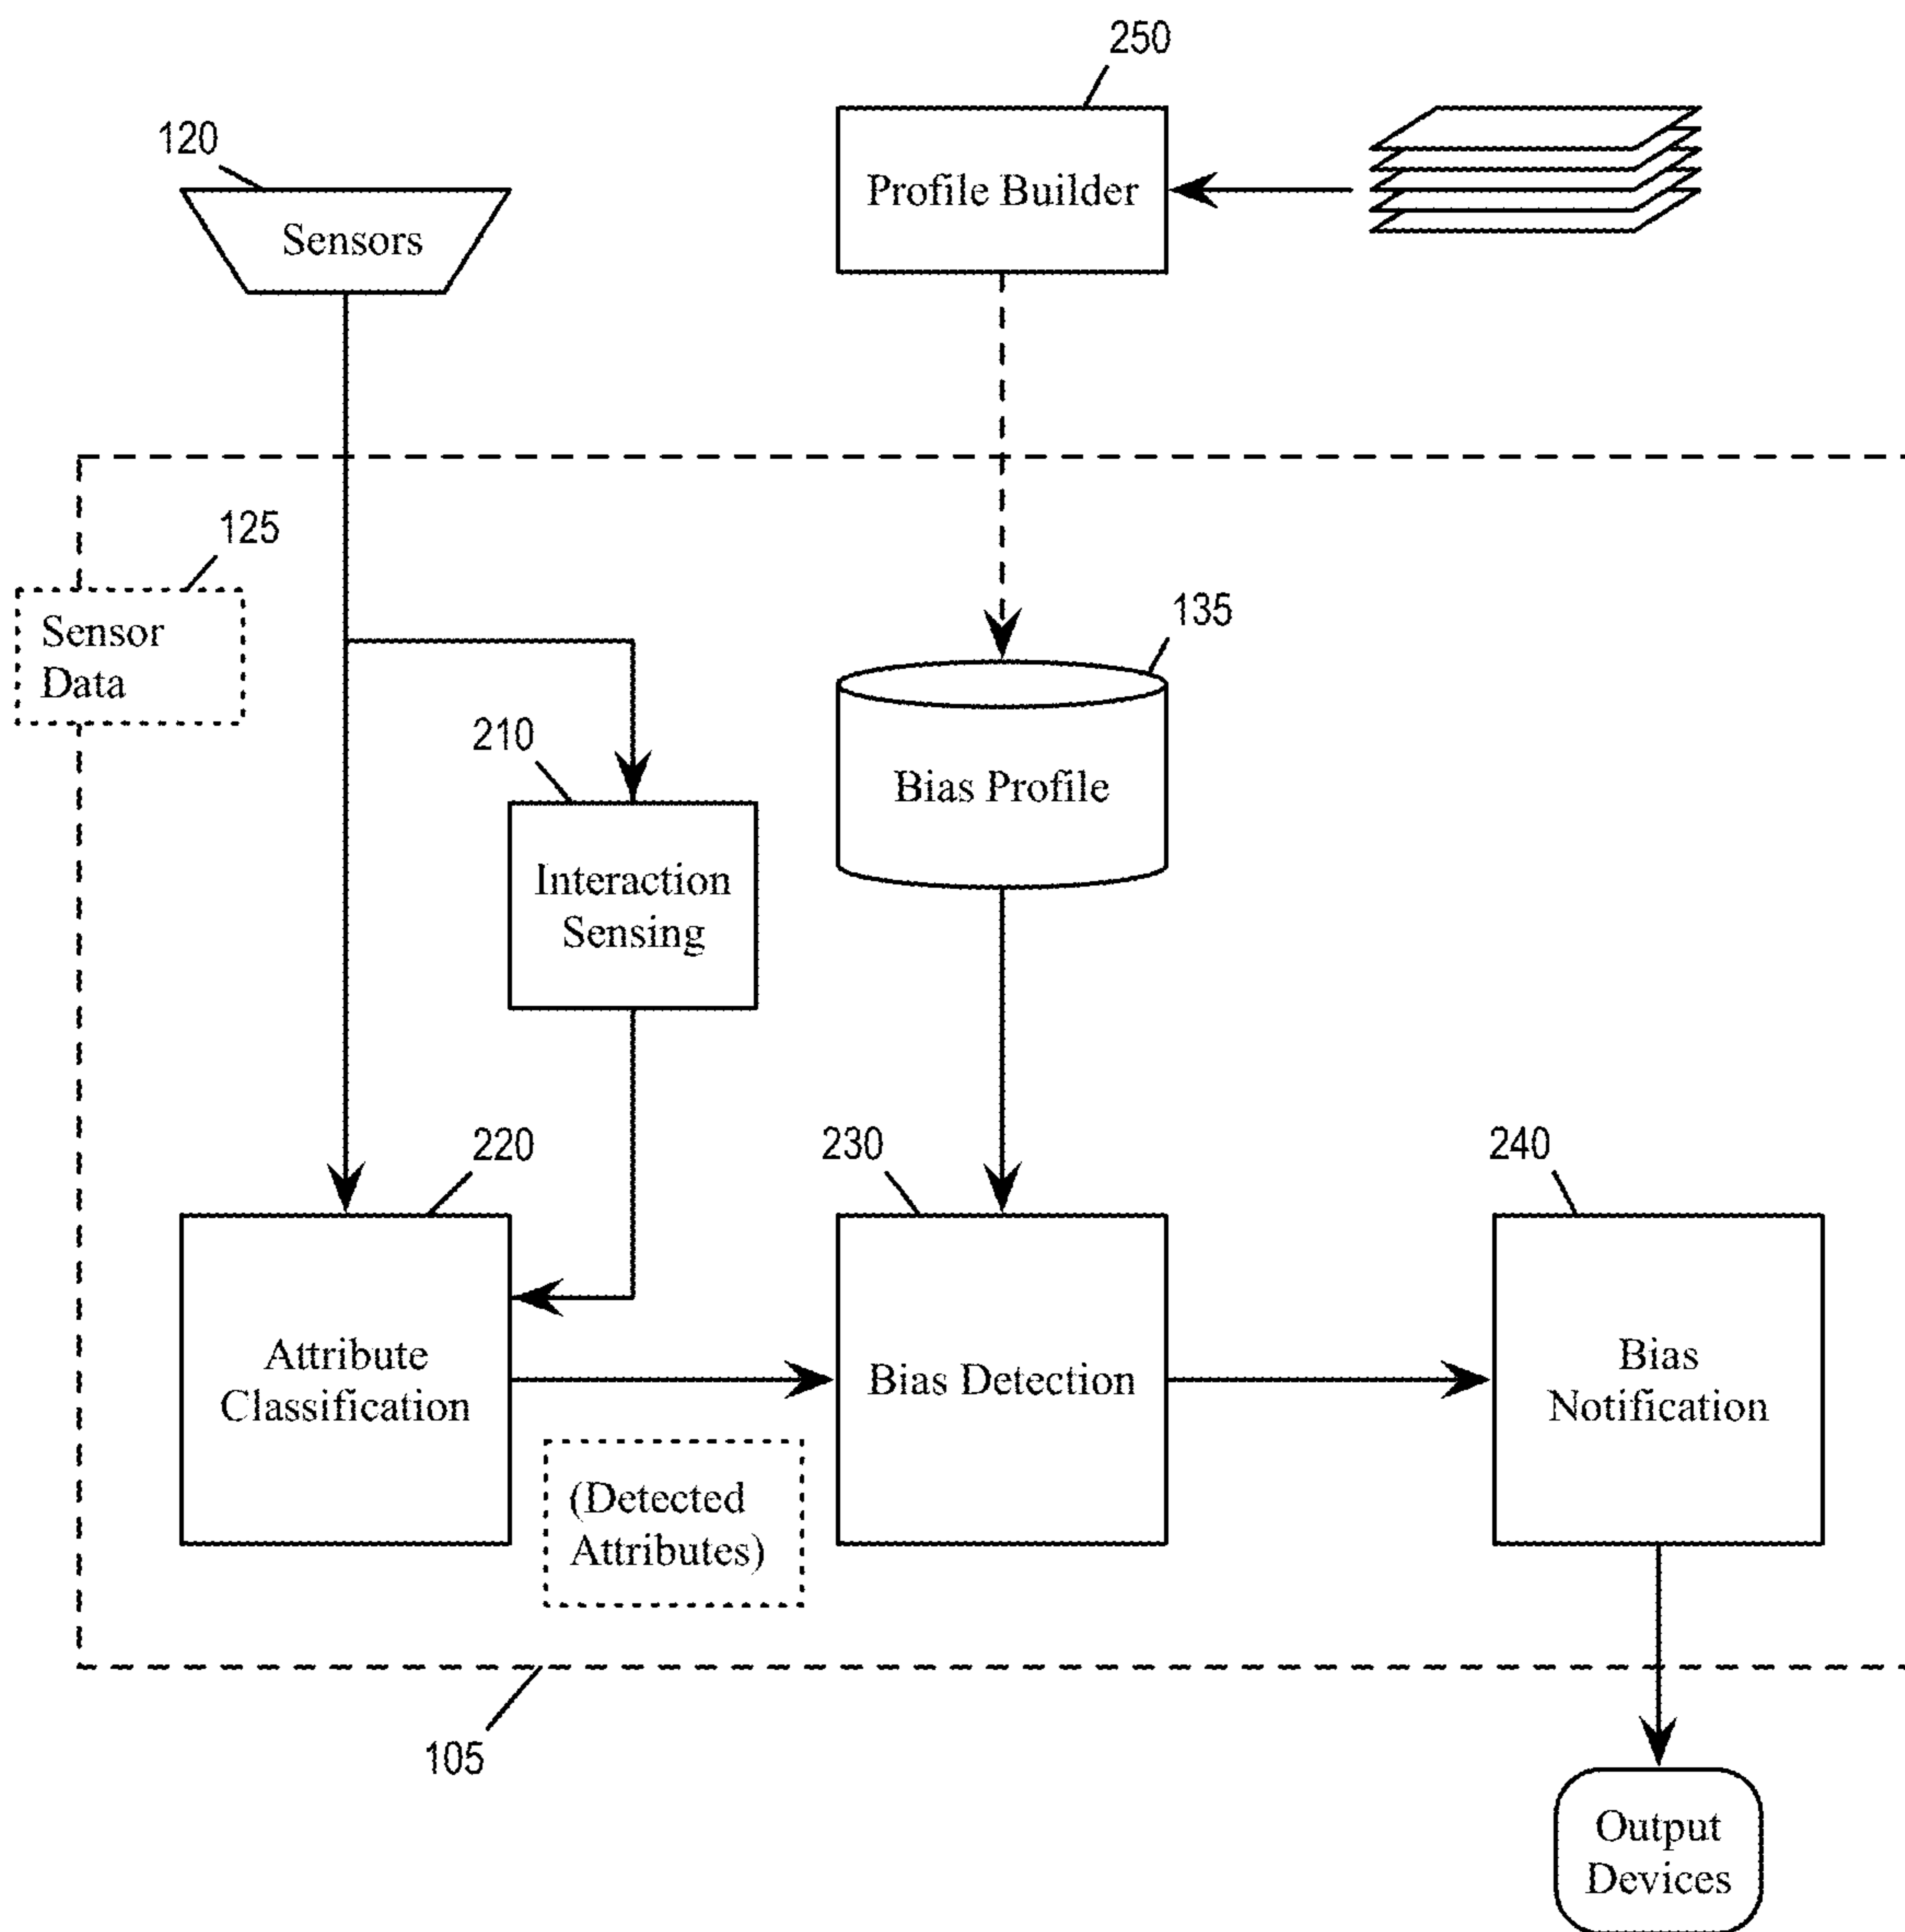 250
120
Profile Builder
Sensors
125
Sensor
Data
135
210
Bias Profile
Interaction
Sensing
220
230
240
Attribute
Classification
Bias Detection
Bias
Notification
(Detected
Attributes)
105
Output
Devices